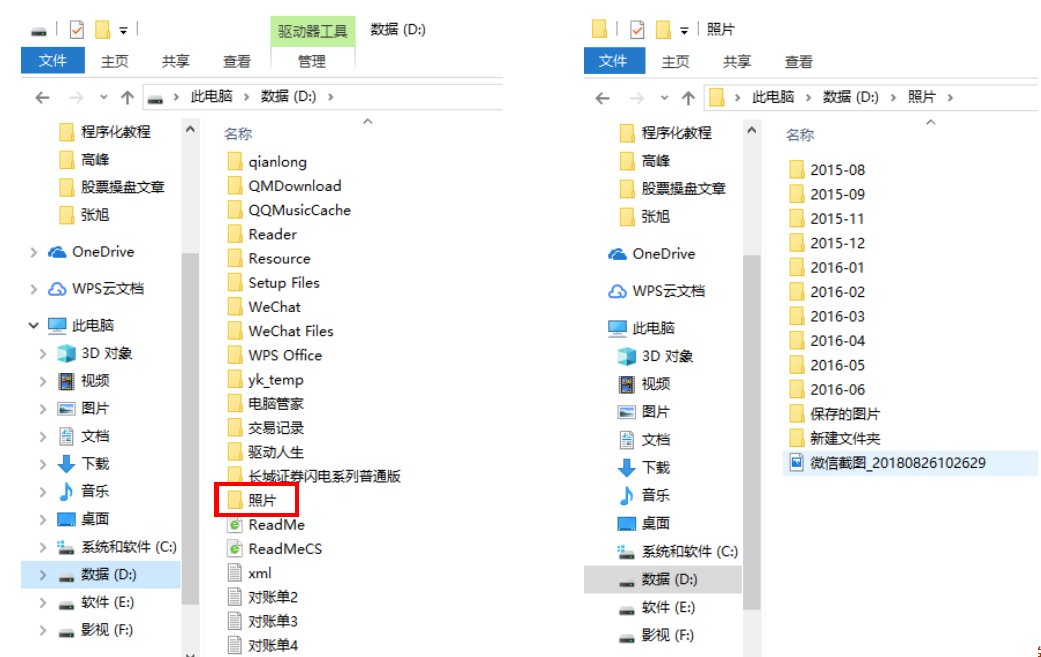 驱动器工具
数据 (D:)
文件
主页
共享
查看
管理
此电脑
数据 (D:)
程序化教程
高峰
股票操盘文章
张旭
OneDrive
WPS云文档
此电脑
3D 对象
视频
图片
文档
下载
音乐
桌面
系统和软件 (C:)
数据 (D:)
软件 (E:)
影视 (F:)
名称
qianlong
QMDownload
QQMusicCache
Reader
Resource
Setup Files
WeChat
WeChat Files
WPS Office
yk_temp
电脑管家
交易记录
驱动人生
长城证券闪电系列普通版
照片
ReadMe
ReadMeCS
xml
对账单2
对账单3
对账单4
照片
文件
主页
共享
查看
此电脑
数据 (D:)
照片
程序化教程
高峰
股票操盘文章
张旭
OneDrive
WPS云文档
此电脑
3D 对象
视频
图片
文档
下载
音乐
桌面
系统和软件 (C:)
数据 (D:)
软件 (E:)
影视 (F:)
名称
2015-08
2015-09
2015-11
2015-12
2016-01
2016-02
2016-03
2016-04
2016-05
2016-06
保存的图片
新建文件夹
微信截图_20180826102629